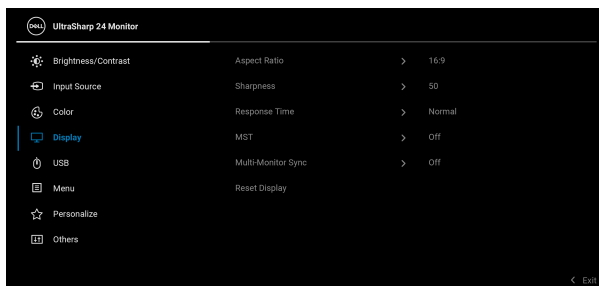 DELL UltraSharp 24 Monitor
Brightness/Contrast Aspect Ratio > 16:9
Input Source Sharpness > 50
Color Response Time > Normal
Display MST > Off
USB Multi-Monitor Sync > Off
Menu Reset Display
Personalize
Others
< Exit